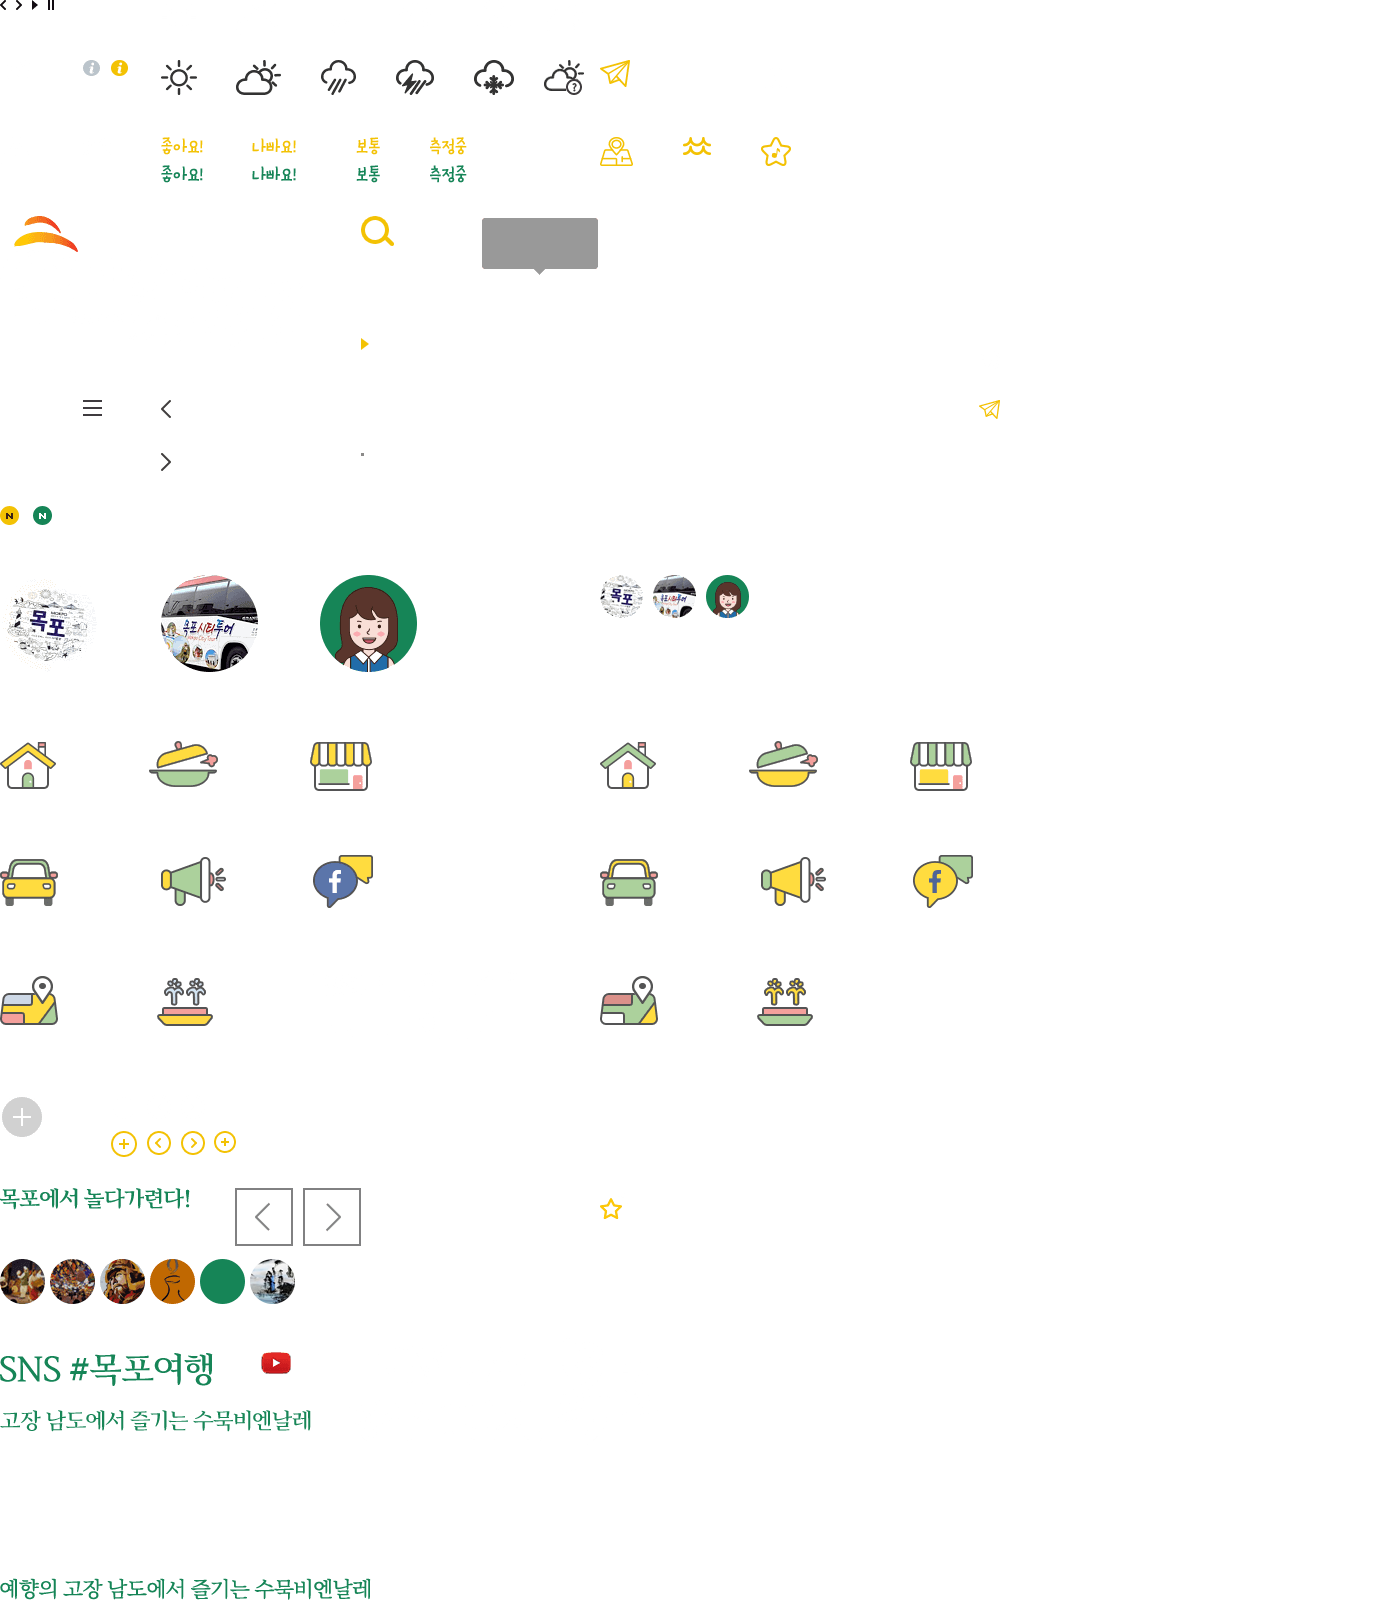 좋아요! 나빠요! 보통 측정중
좋아요! 나빠요! 보통 측정중
N N
목포
목포시티투어
목포
목포시티투어
목포에서 놀다가련다!
SNS #목포여행
고장 남도에서 즐기는 수묵비엔날레
예향의 고장 남도에서 즐기는 수묵비엔날레